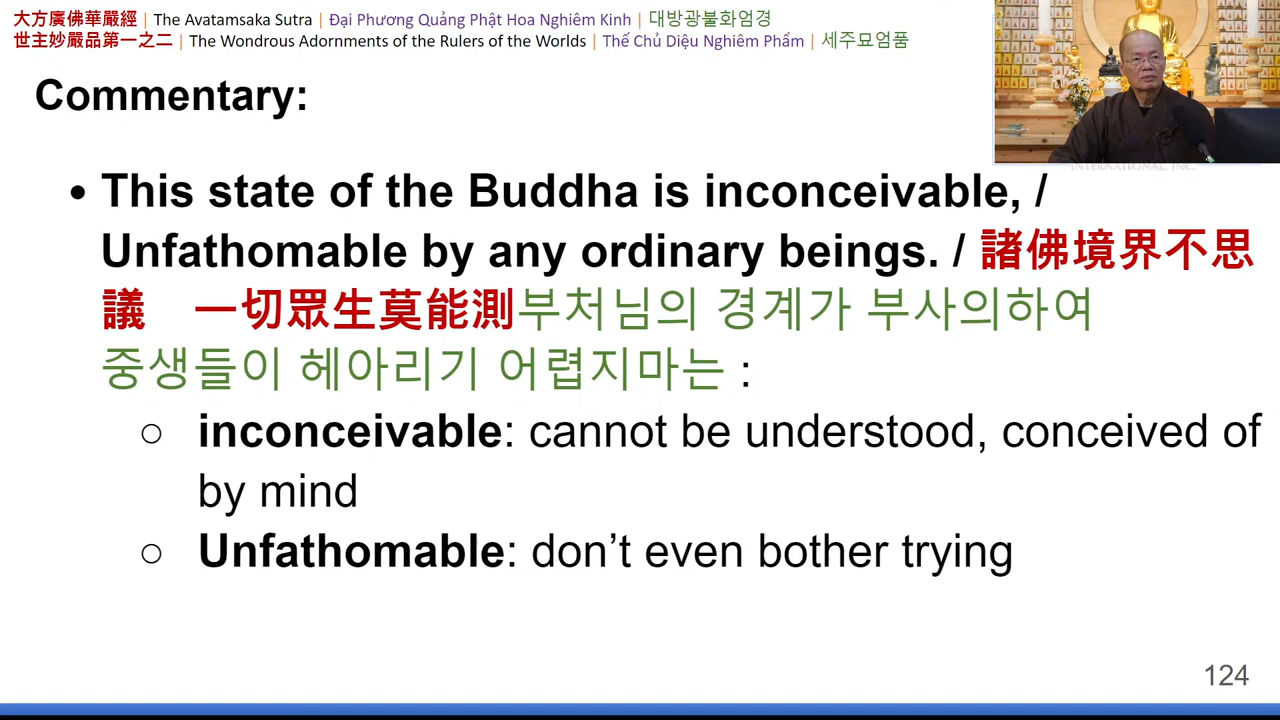 大方廣佛華嚴經 | The Avatamsaka Sutra | Đại Phương Quảng Phật Hoa Nghiêm Kinh | 대방광불화엄경
世主妙嚴品第一之二 | The Wondrous Adornments of the Rulers of the Worlds | Thế Chủ Diệu Nghiêm Phẩm | 세주묘엄품
Commentary:
INTERNATIONAL, INC.
• This state of the Buddha is inconceivable, /
Unfathomable by any ordinary beings. / 諸佛境界不思
議　一切眾生莫能測부처님의 경계가 부사의하여
중생들이 헤아리기 어렵지마는 :
○ inconceivable: cannot be understood, conceived of
by mind
○ Unfathomable: don’t even bother trying
124